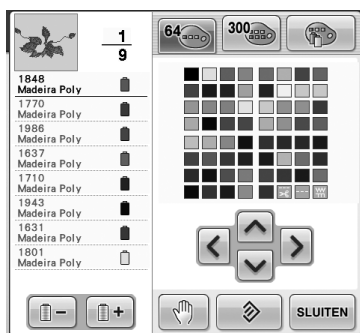 1
9
64
300
1848
Madeira Poly
1770
Madeira Poly
1986
Madeira Poly
1637
Madeira Poly
1710
Madeira Poly
1943
Madeira Poly
1631
Madeira Poly
1801
Madeira Poly
SLUITEN